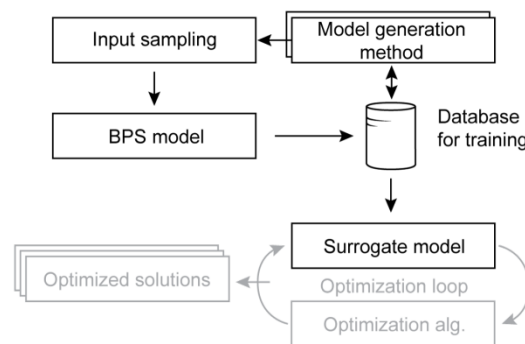 Input sampling
Model generation
method
BPS model
Database
for training
Surrogate model
Optimized solutions
Optimization loop
Optimization alg.